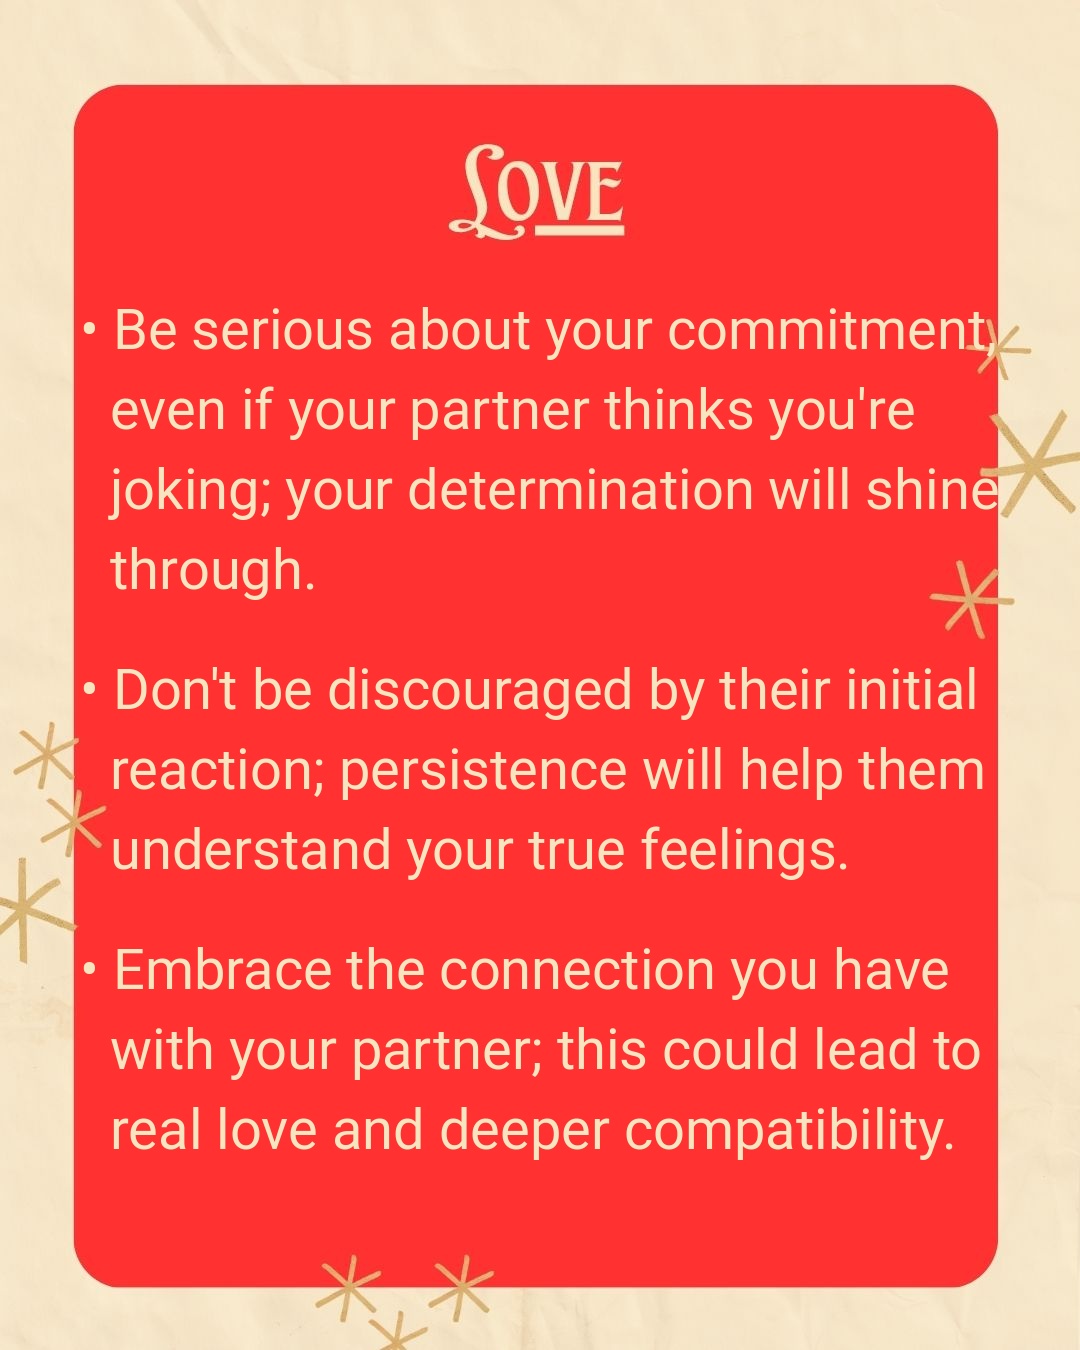 Love
• Be serious about your commitment,
even if your partner thinks you're
joking; your determination will shine
through.
• Don't be discouraged by their initial
reaction; persistence will help them
understand your true feelings.
• Embrace the connection you have
with your partner; this could lead to
real love and deeper compatibility.